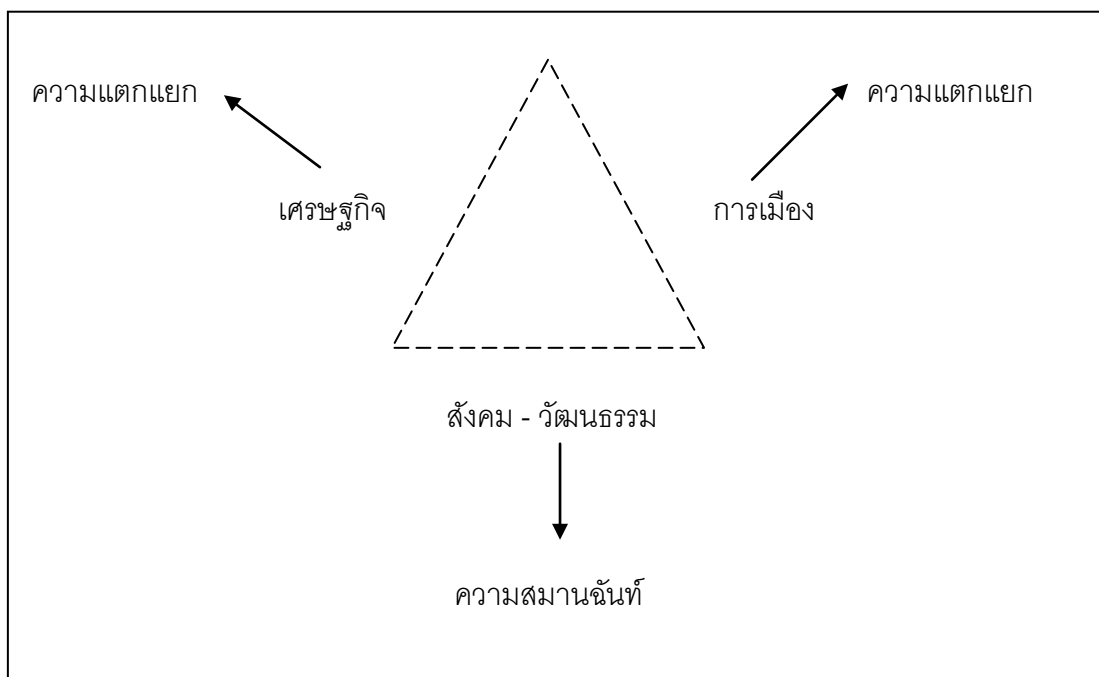 ความแตกแยก ความแตกแยก
เศรษฐกิจ การเมือง
สังคม - วัฒนธรรม
ความสมานฉันท์